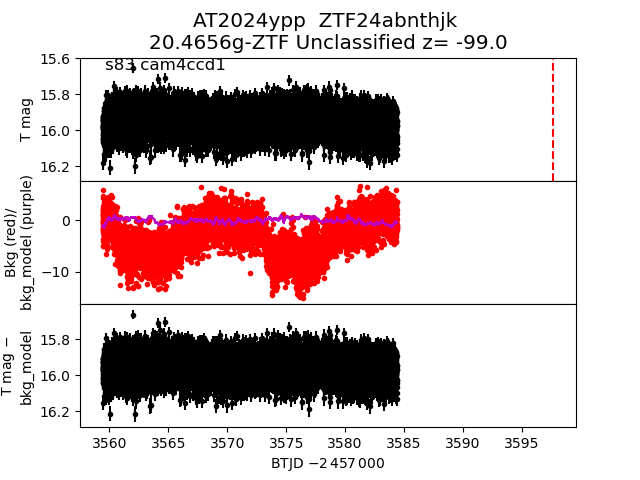 AT2024ypp  ZTF24abnthjk
20.4656g-ZTF Unclassified z= -99.0
s83 cam4ccd1
15.6
15.8
16.0
16.2
T mag
0
−10
Bkg (red)/
bkg_model (purple)
15.8
16.0
16.2
T mag −
bkg_model
3560 3565 3570 3575 3580 3585 3590 3595
BTJD −2 457 000